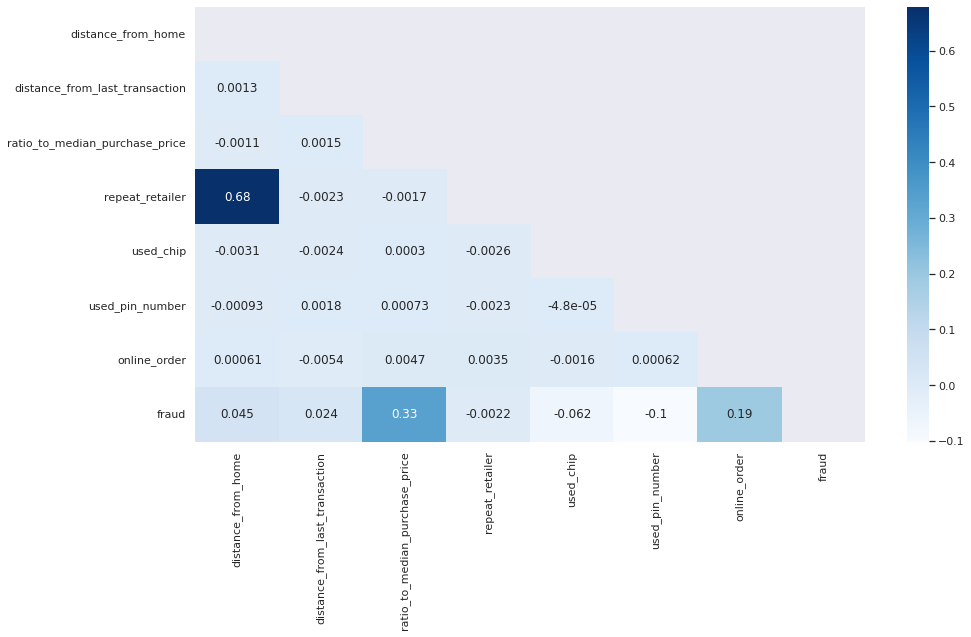 distance_from_home
distance_from_last_transaction 0.0013
ratio_to_median_purchase_price -0.0011 0.0015
repeat_retailer 0.68 -0.0023 -0.0017
used_chip -0.0031 -0.0024 0.0003 -0.0026
used_pin_number -0.00093 0.0018 0.00073 -0.0023 -4.8e-05
online_order 0.00061 -0.0054 0.0047 0.0035 -0.0016 0.00062
fraud 0.045 0.024 0.33 -0.0022 -0.062 -0.1 0.19
distance_from_home
distance_from_last_transaction
ratio_to_median_purchase_price
repeat_retailer
used_chip
used_pin_number
online_order
fraud
0.6
0.5
0.4
0.3
0.2
0.1
0.0
−0.1